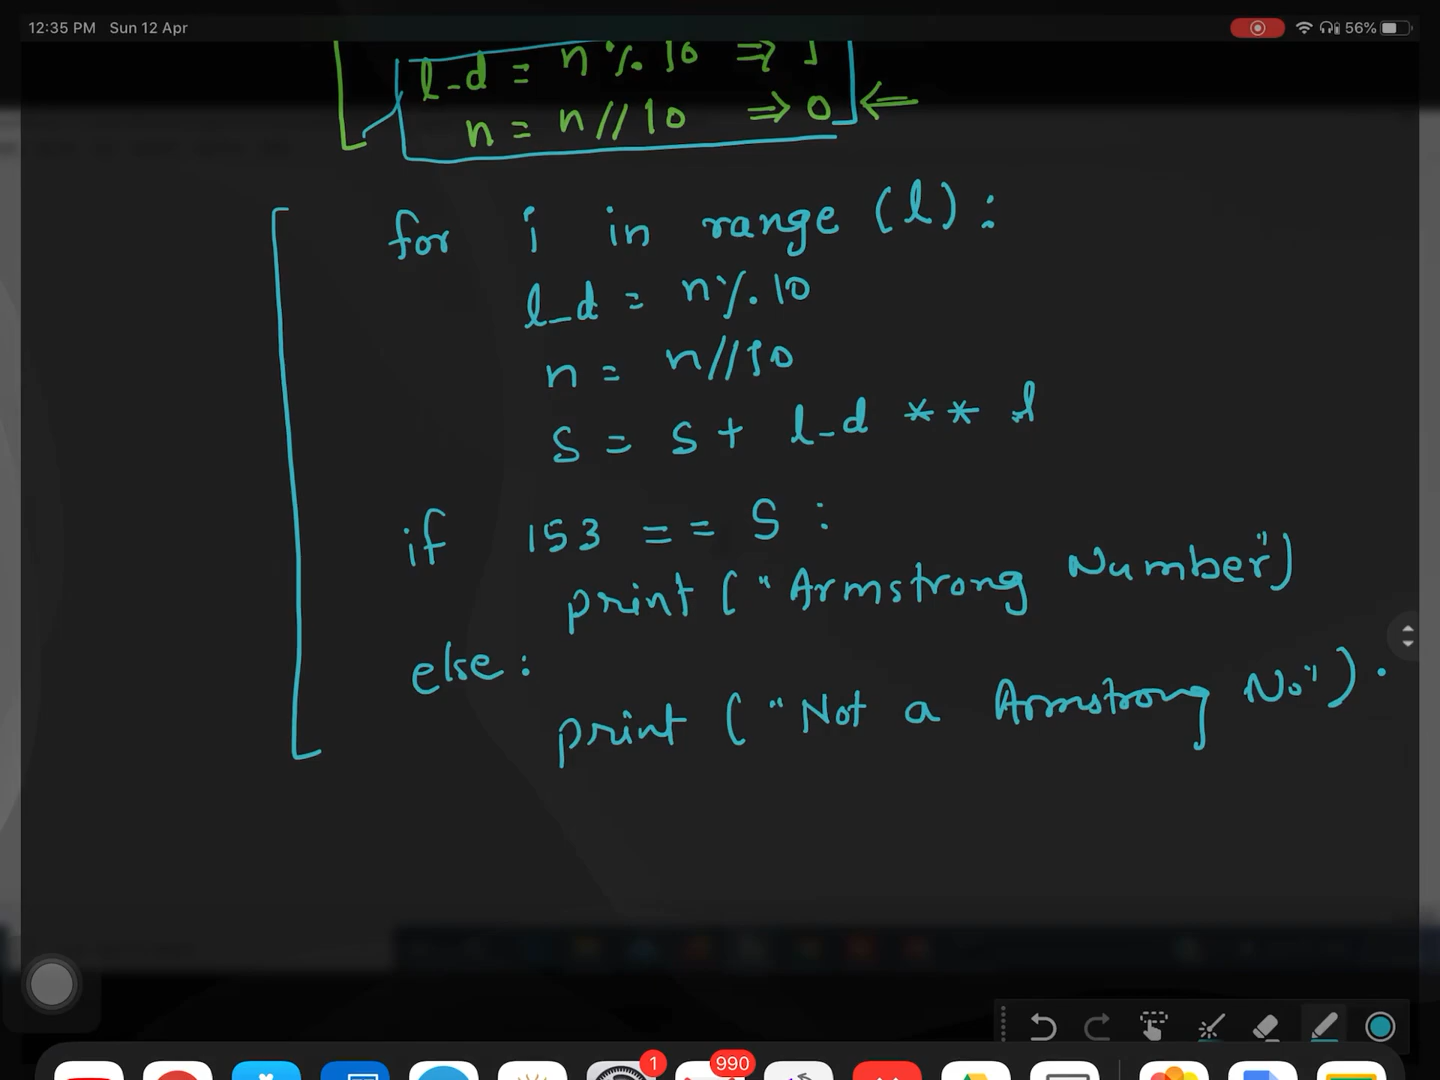 12:35 PM Sun 12 Apr
56%
l_d = n % 10 ⇒ 1
n = n//10 ⇒ 0 ⇐
for i in range (l) :
l_d = n % 10
n = n//10
S = S + l_d ** l
if 153 == S :
print ("Armstrong Number")
else :
print ("Not a Armstrong No") .
1
990